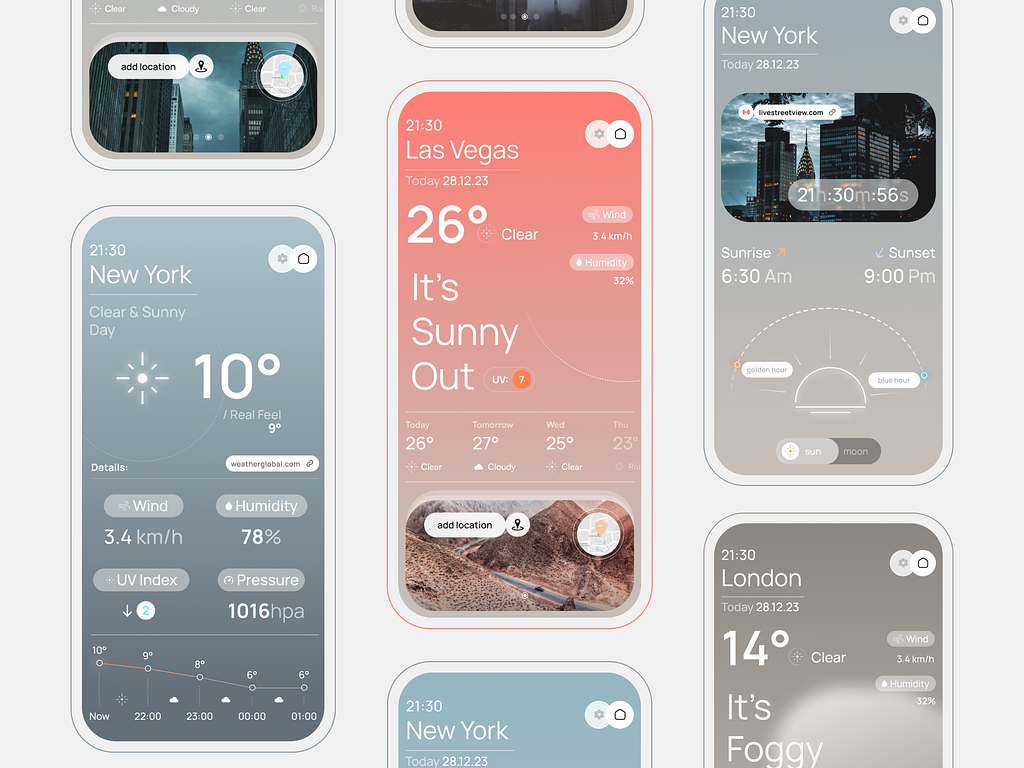 Clear
Cloudy
Clear
Rai
add location
21:30
New York
Clear & Sunny
Day
10°
/ Real Feel
9°
Details:
weatherglobal.com
Wind
Humidity
3.4 km/h
78%
UV Index
Pressure
2
1016hpa
10°
9°
8°
6°
6°
Now
22:00
23:00
00:00
01:00
21:30
Las Vegas
Today 28.12.23
26°
Clear
Wind
3.4 km/h
Humidity
32%
It's
Sunny
Out
UV: 7
Today
Tomorrow
Wed
Thu
26°
27°
25°
23°
Clear
Cloudy
Clear
Rai
add location
21:30
New York
Today 28.12.23
21:30
New York
Today 28.12.23
livestreetview.com
21h:30m:56s
Sunrise
Sunset
6:30 Am
9:00 Pm
golden hour
blue hour
sun
moon
21:30
London
Today 28.12.23
14°
Clear
Wind
3.4 km/h
Humidity
32%
It's
Foggy